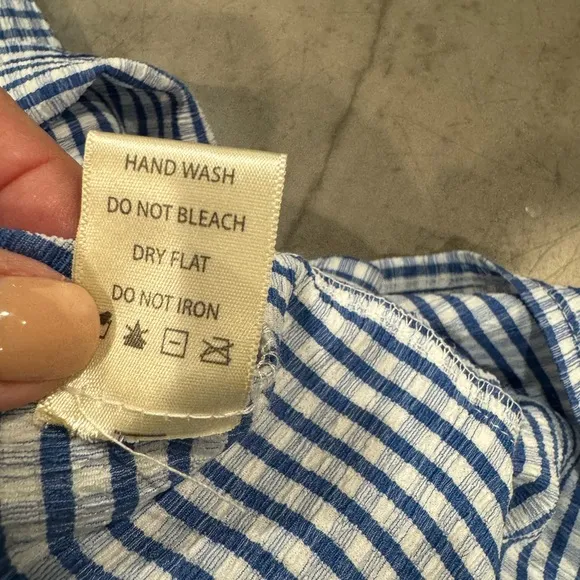 HAND WASH
DO NOT BLEACH
DRY FLAT
DO NOT IRON